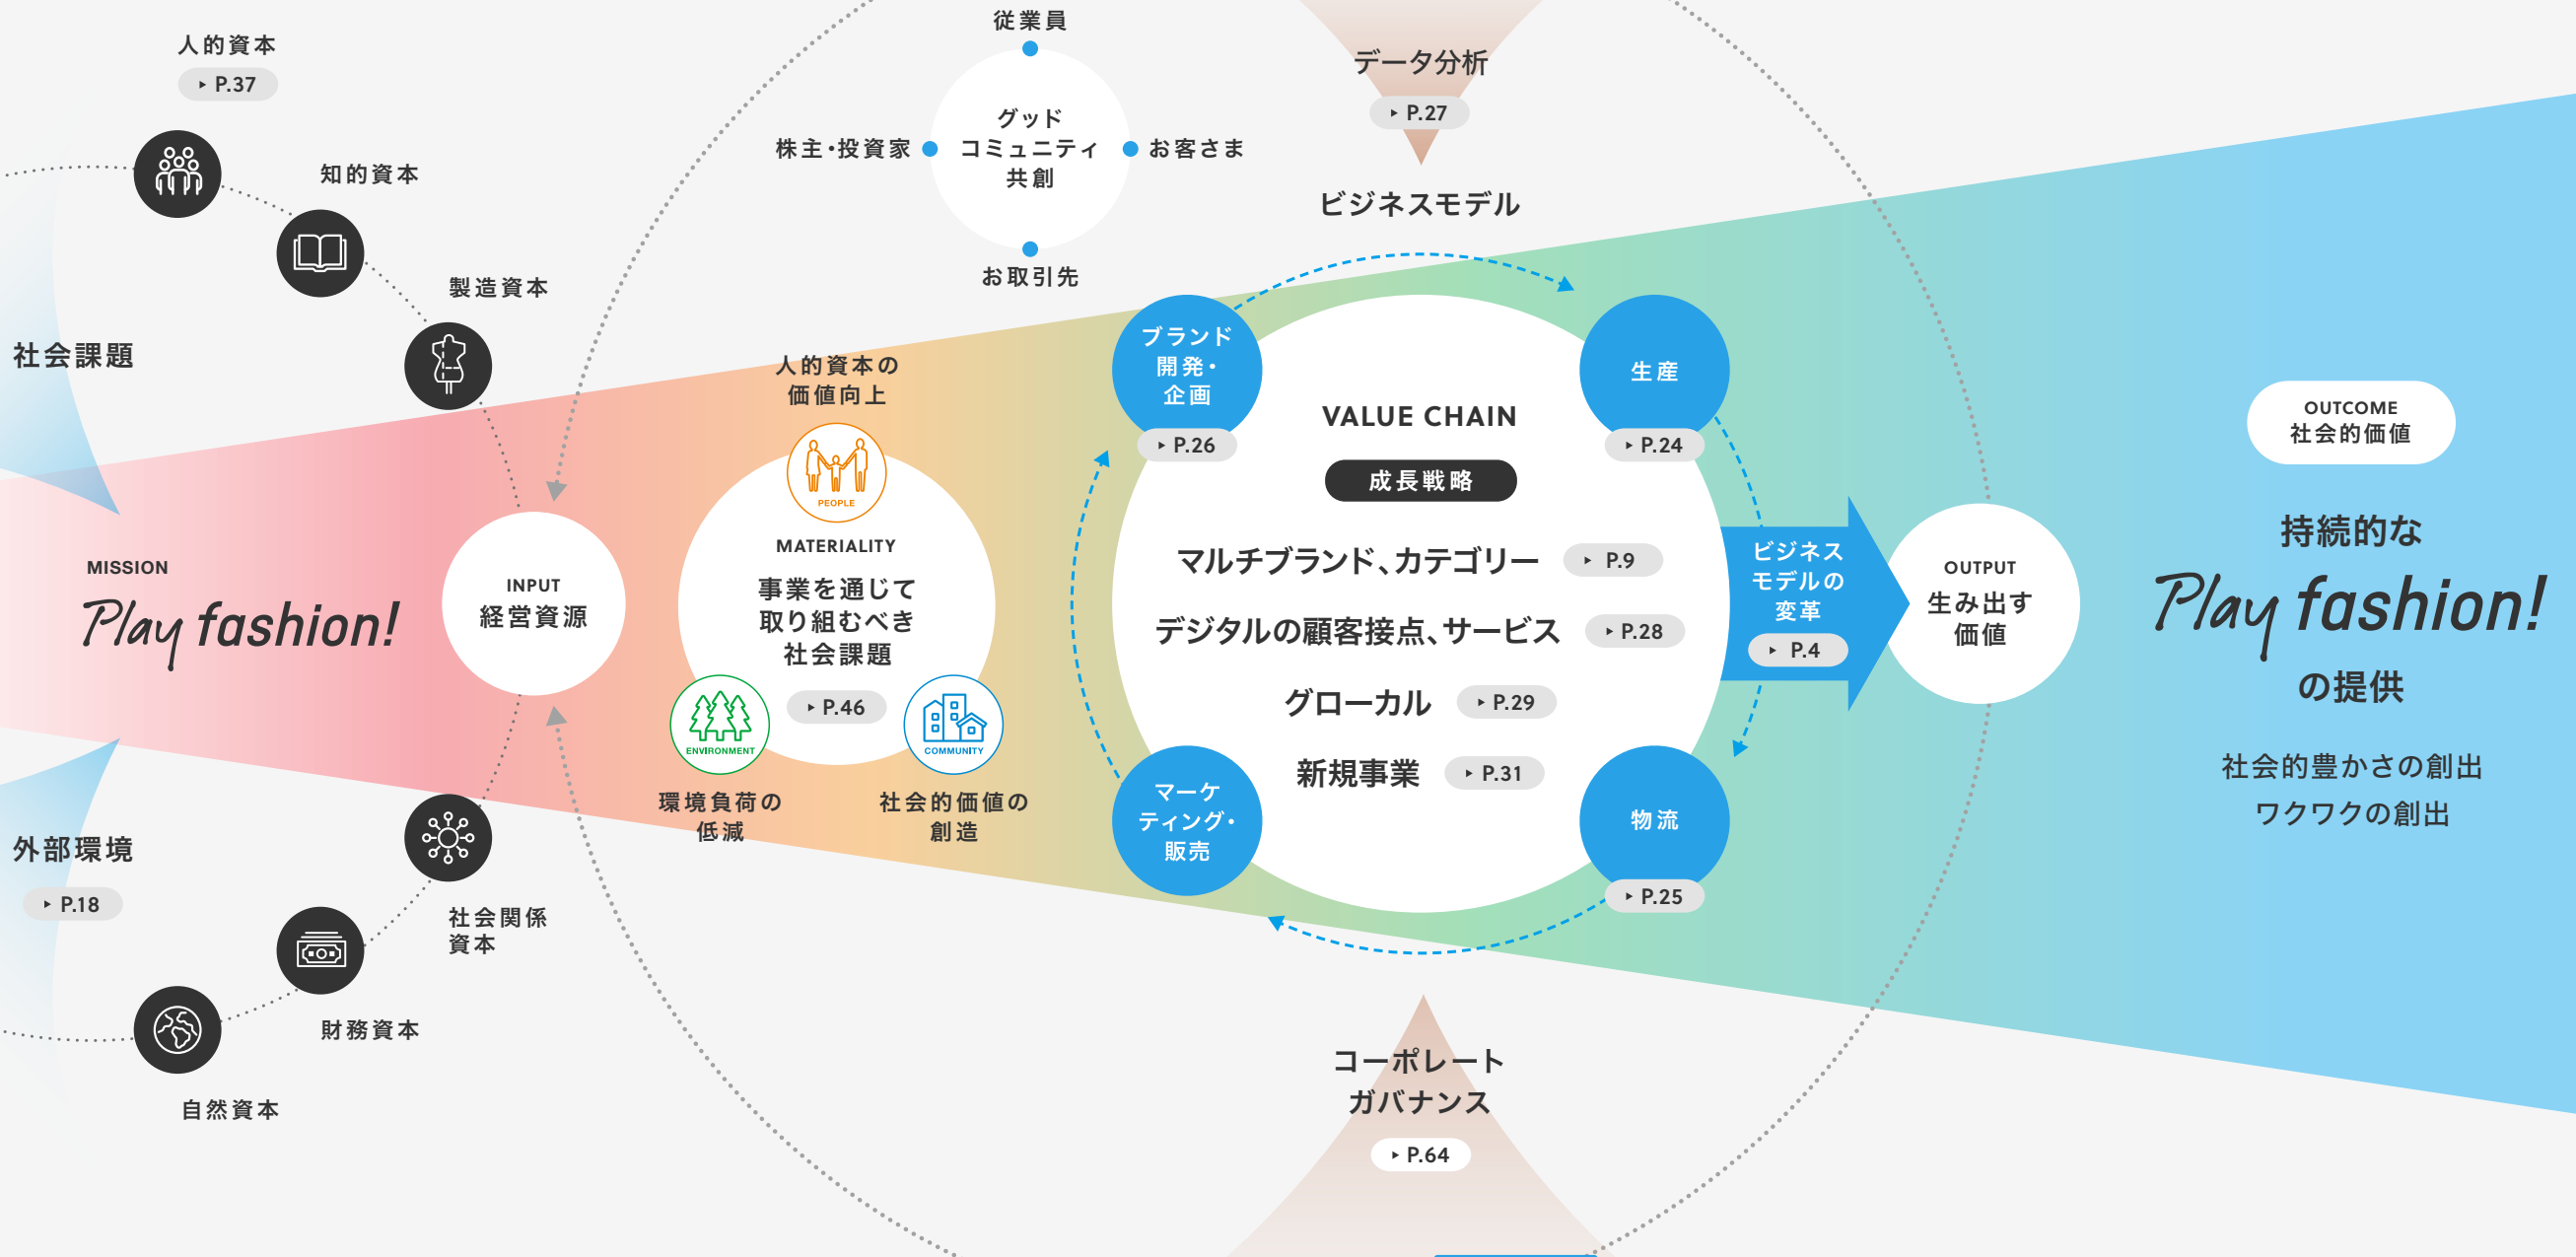 人的資本
P.37
知的資本
製造資本
社会課題
MISSION
Play fashion!
外部環境
P.18
社会関係
資本
財務資本
自然資本
INPUT
経営資源
従業員
株主・投資家
グッド
コミュニティ
共創
お客さま
お取引先
人的資本の
価値向上
PEOPLE
MATERIALITY
事業を通じて
取り組むべき
社会課題
P.46
ENVIRONMENT
COMMUNITY
環境負荷の
低減
社会的価値の
創造
データ分析
P.27
ビジネスモデル
ブランド
開発・
企画
P.26
生産
P.24
VALUE CHAIN
成長戦略
マルチブランド、カテゴリー P.9
デジタルの顧客接点、サービス P.28
グローカル P.29
新規事業 P.31
マーケ
ティング・
販売
物流
P.25
ビジネス
モデルの
変革
P.4
OUTPUT
生み出す
価値
コーポレート
ガバナンス
P.64
OUTCOME
社会的価値
持続的な
Play fashion!
の提供
社会的豊かさの創出
ワクワクの創出